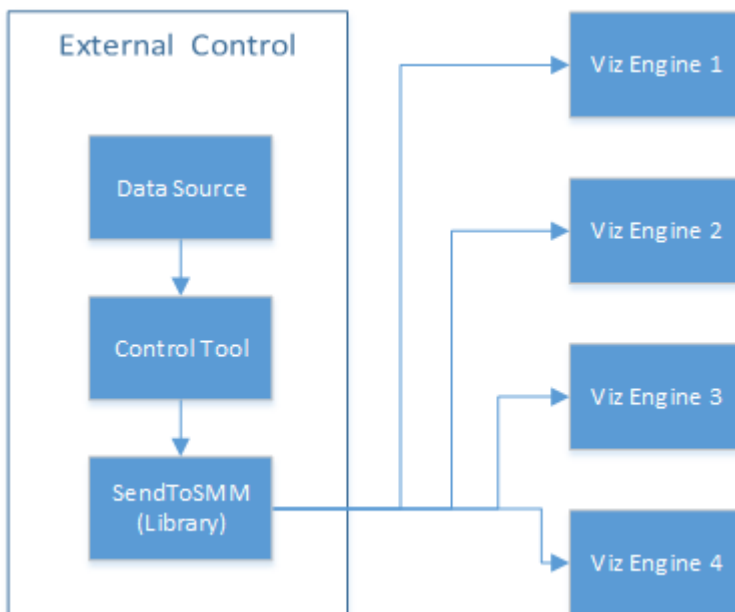 External Control
Data Source
Control Tool
SendToSMM
(Library)
Viz Engine 1
Viz Engine 2
Viz Engine 3
Viz Engine 4